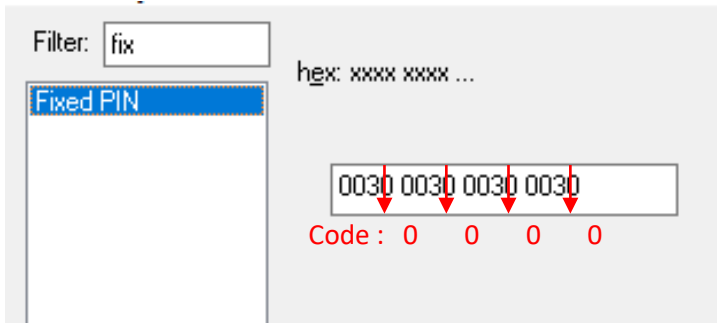 Filter: fix
hex: xxxx xxxx ...
Fixed PIN
0030 0030 0030 0030
Code : 0 0 0 0